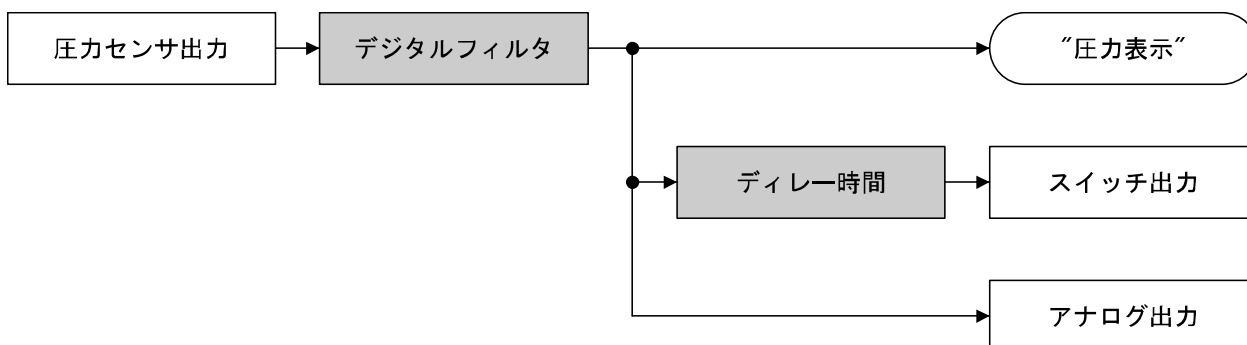 圧力センサ出力
デジタルフィルタ
″圧力表示″
ディレー時間
スイッチ出力
アナログ出力